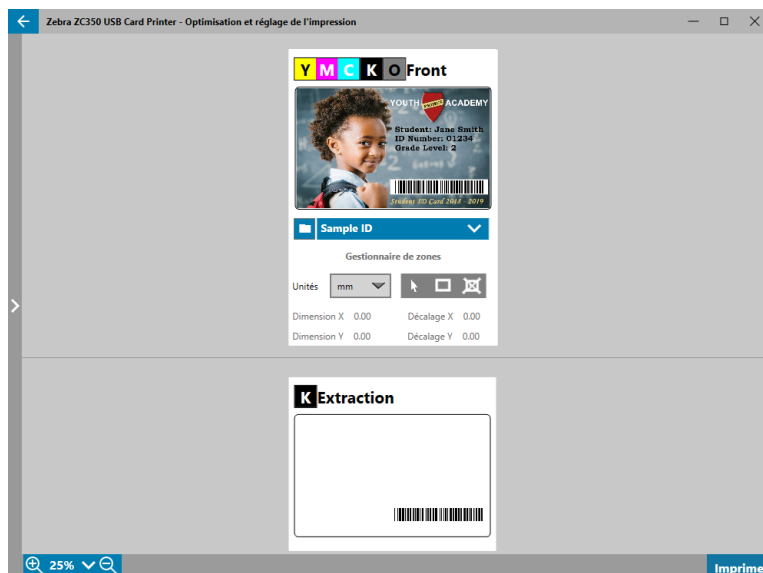 Zebra ZC350 USB Card Printer - Optimisation et réglage de l'impression
Y M C K O Front
YOUTH SCIENCE ACADEMY
Student: Jane Smith
ID Number: 01234
Grade Level: 2
Student ID Card 2018 - 2019
Sample ID
Gestionnaire de zones
Unités mm
Dimension X 0.00 Décalage X 0.00
Dimension Y 0.00 Décalage Y 0.00
K Extraction
25% Imprime